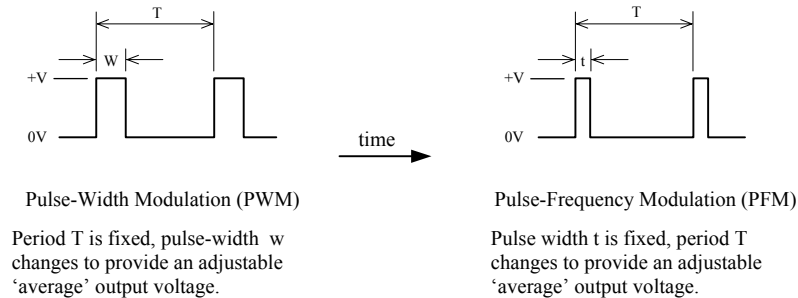 T
W
+V
0V
Pulse-Width Modulation (PWM)
Period T is fixed, pulse-width w
changes to provide an adjustable
‘average’ output voltage.
time
T
t
+V
0V
Pulse-Frequency Modulation (PFM)
Pulse width t is fixed, period T
changes to provide an adjustable
‘average’ output voltage.